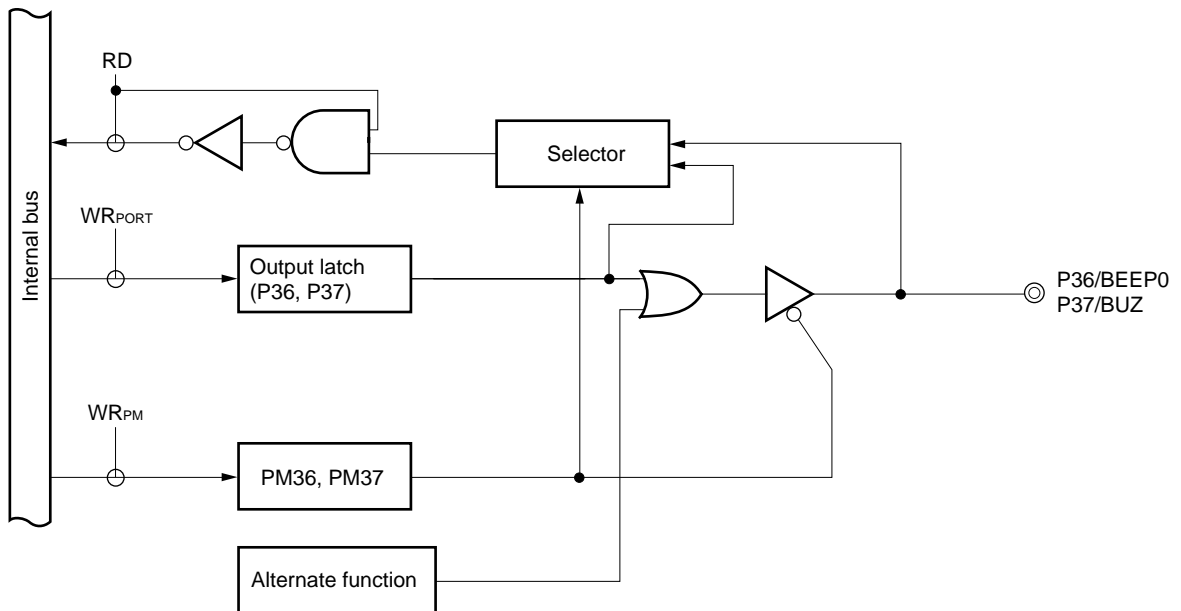 RD
Selector
Internal bus
WRPORT
Output latch
(P36, P37)
P36/BEEP0
P37/BUZ
WRPM
PM36, PM37
Alternate function